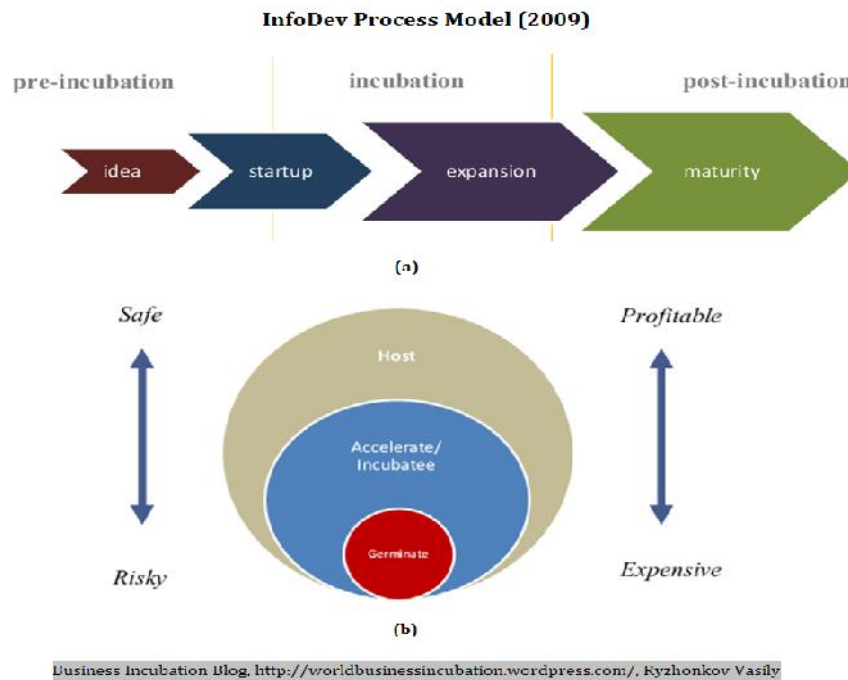 InfoDev Process Model (2009)
pre-incubation incubation post-incubation
idea startup expansion maturity
(a)
Safe Profitable
Host
Accelerate/
Incubatee
Germinate
Risky Expensive
(b)
Business Incubation Blog, http://worldbusinessincubation.wordpress.com/, Ryzhonkov Vasily